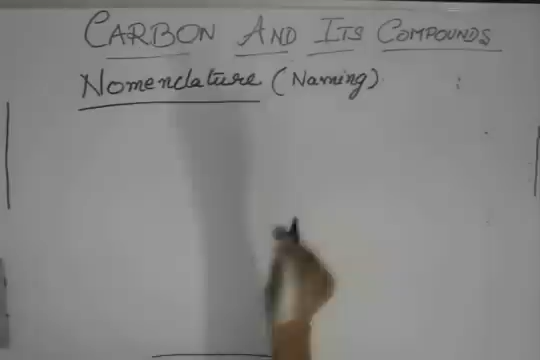 CARBON AND ITS COMPOUNDS
Nomenclature (Naming) :